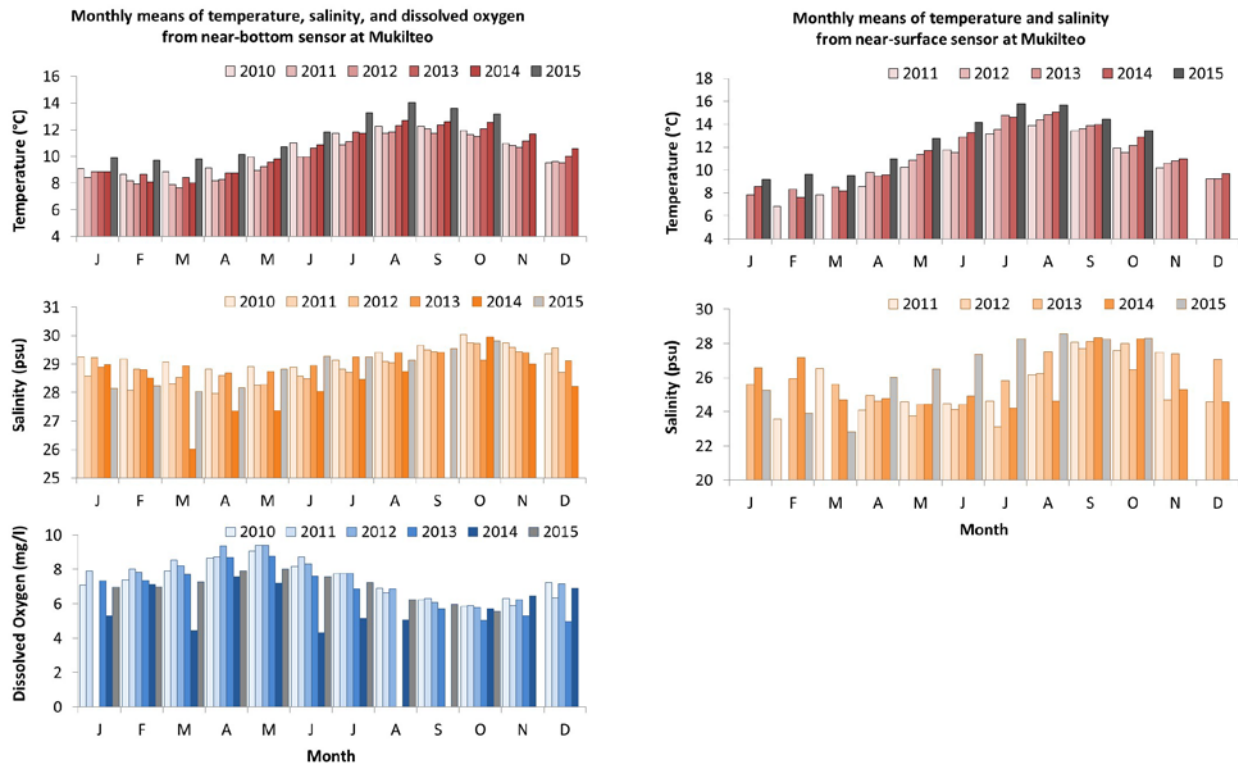 Monthly means of temperature, salinity, and dissolved oxygen
from near-bottom sensor at Mukilteo
2010 2011 2012 2013 2014 2015
16
14
12
10
8
6
4
Temperature (°C)
J F M A M J J A S O N D
2010 2011 2012 2013 2014 2015
31
30
29
28
27
26
25
Salinity (psu)
J F M A M J J A S O N D
2010 2011 2012 2013 2014 2015
10
8
6
4
2
0
Dissolved Oxygen (mg/l)
J F M A M J J A S O N D
Month
Monthly means of temperature and salinity
from near-surface sensor at Mukilteo
2011 2012 2013 2014 2015
18
16
14
12
10
8
6
4
Temperature (°C)
J F M A M J J A S O N D
2011 2012 2013 2014 2015
30
28
26
24
22
20
Salinity (psu)
J F M A M J J A S O N D
Month